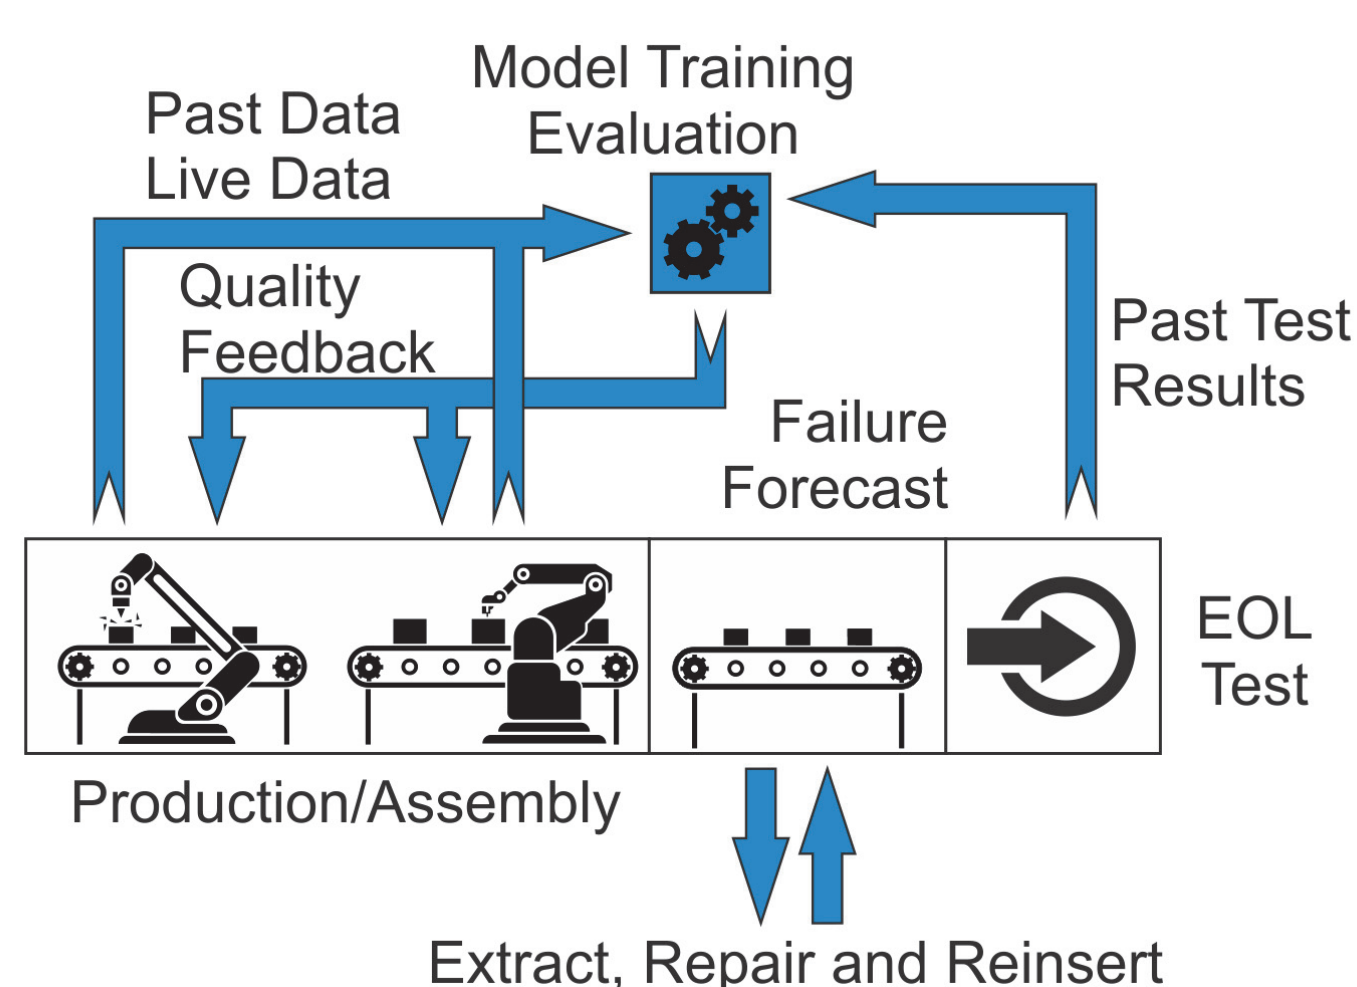 Model Training
Evaluation
Past Data
Live Data
Quality
Feedback
Past Test
Results
Failure
Forecast
EOL
Test
Production/Assembly
Extract, Repair and Reinsert